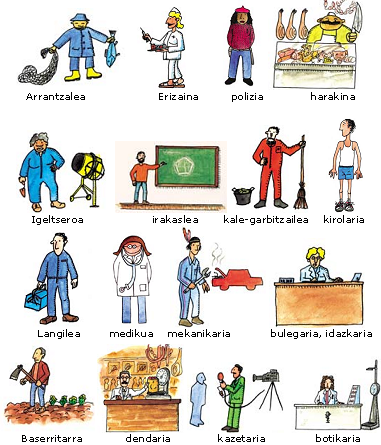 Arrantzalea Erizaina polizia harakina
Igeltseroa irakaslea kale-garbitzailea kirolaria
Langilea medikua mekanikaria bulegaria, idazkaria
Baserritarra dendaria kazetaria botikaria